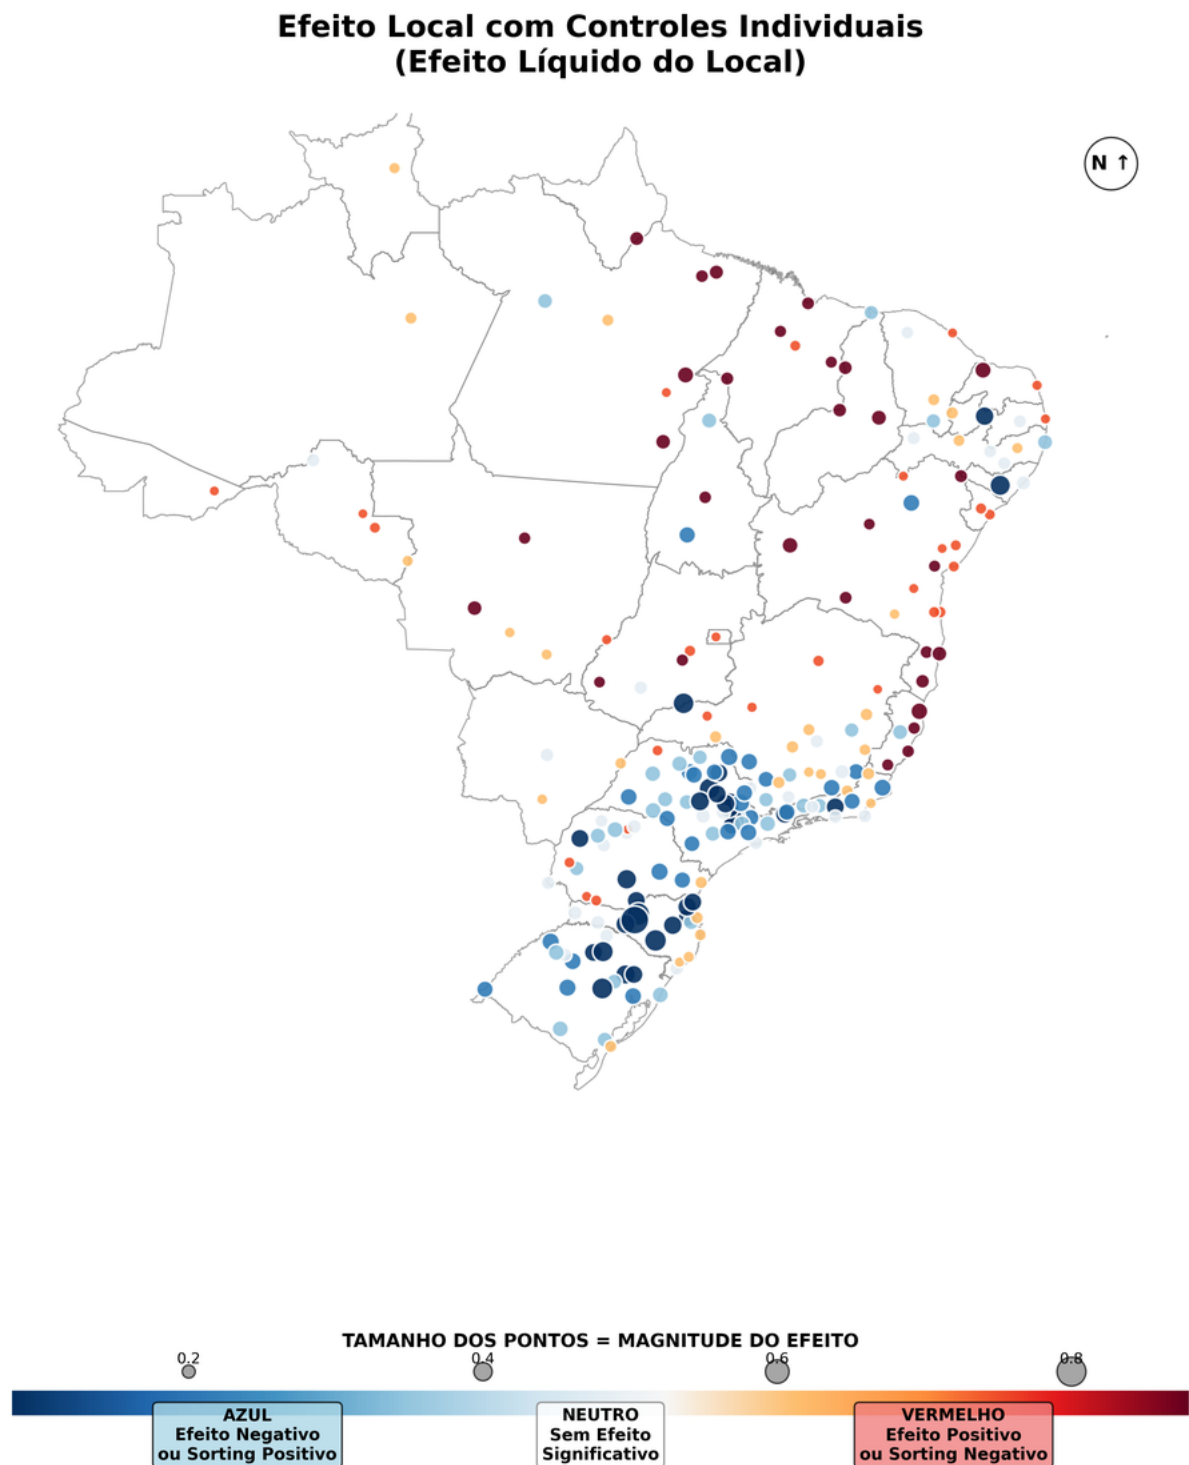 Efeito Local com Controles Individuais
(Efeito Líquido do Local)
N ↑
TAMANHO DOS PONTOS = MAGNITUDE DO EFEITO
0.2
0.4
0.6
0.8
AZUL
Efeito Negativo
ou Sorting Positivo
NEUTRO
Sem Efeito
Significativo
VERMELHO
Efeito Positivo
ou Sorting Negativo